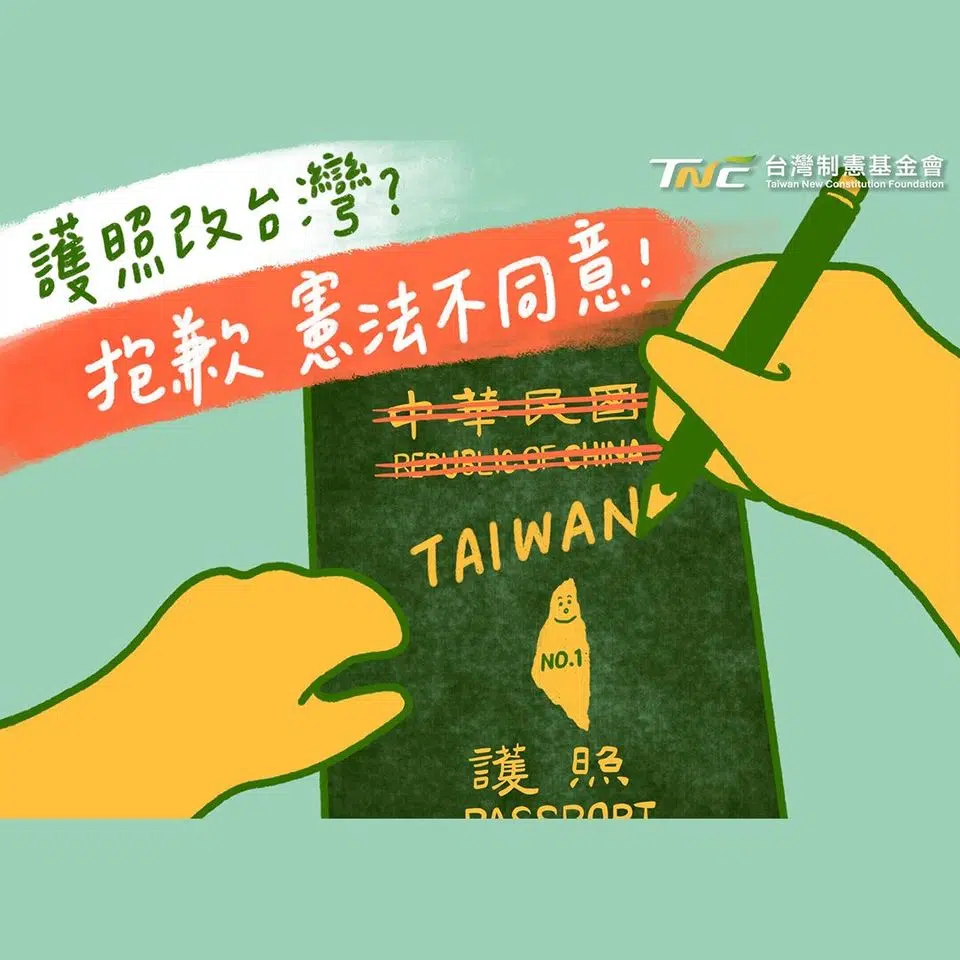 TNC 台灣制憲基金會
Taiwan New Constitution Foundation
護照改台灣?
抱歉 憲法不同意!
中華民國
REPUBLIC OF CHINA
TAIWAN
NO.1
護照
PASSPORT